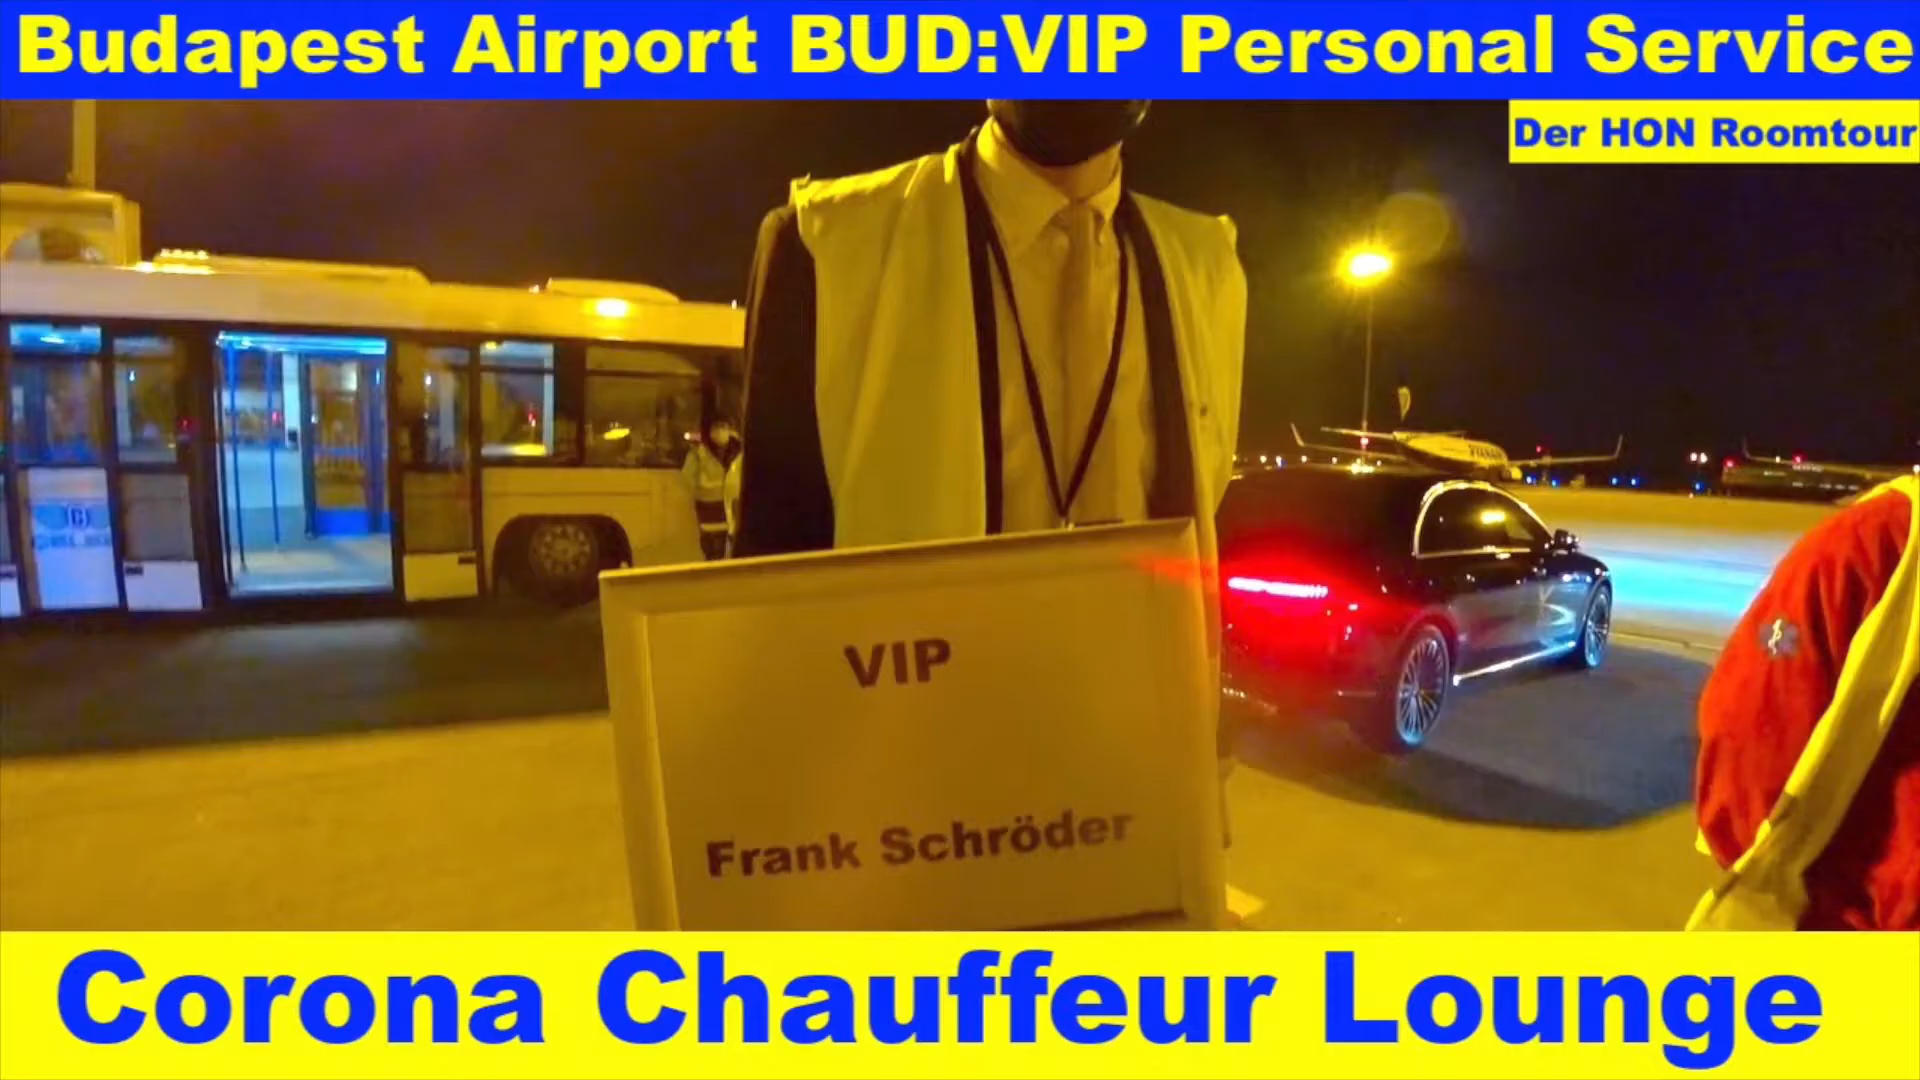 Budapest Airport BUD:VIP Personal Service
Der HON Roomtour
VIP
Frank Schröder
Corona Chauffeur Lounge